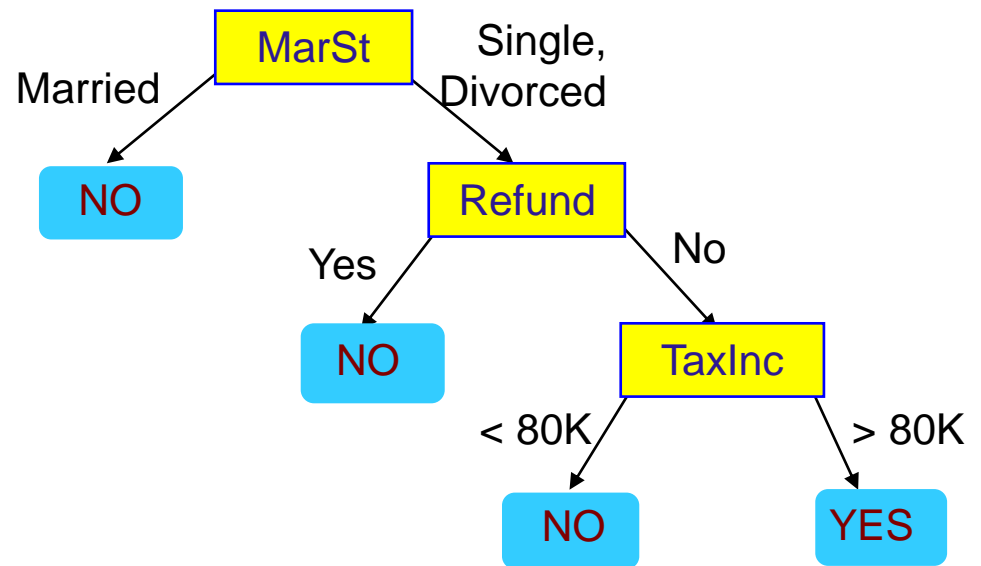 MarSt
Single,
Divorced
Married
NO
Refund
Yes
No
NO
TaxInc
< 80K
> 80K
NO
YES